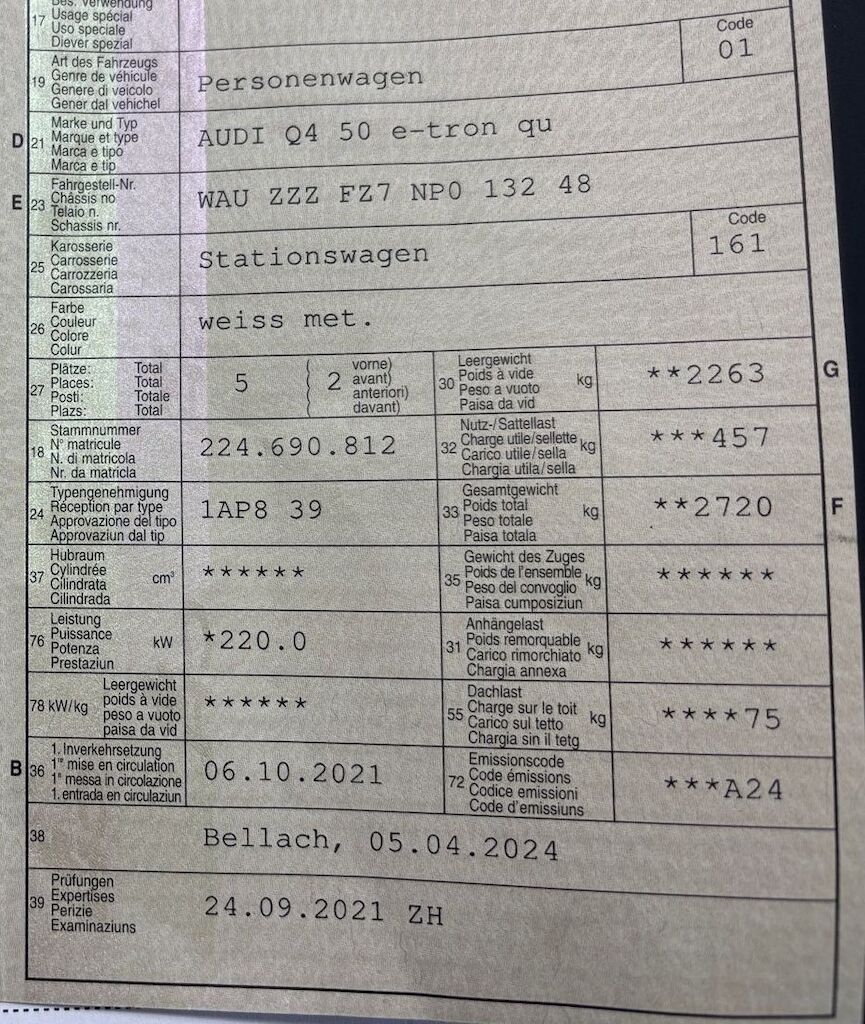 Bes. Verwendung
17 Usage spécial
Uso speciale
Diever spezial
Code
01
Art des Fahrzeugs
19 Genre de véhicule
Genere di veicolo
Gener dal vehichel
Personenwagen
D 21 Marke und Typ
Marque et type
Marca e tipo
Marca e tip
AUDI Q4 50 e-tron qu
E 23 Fahrgestell-Nr.
Châssis no
Telaio n.
Schassis nr.
WAU ZZZ FZ7 NP0 132 48
25 Karosserie
Carrosserie
Carrozzeria
Carossaria
Stationswagen
Code
161
26 Farbe
Couleur
Colore
Colur
weiss met.
27 Plätze: Total
Places: Total
Posti: Totale
Plazs: Total
5 ( 2 vorne)
avant)
anteriori)
davant)
30 Leergewicht
Poids à vide kg
Peso a vuoto
Paisa da vid
**2263 G
18 Stammnummer
N° matricule
N. di matricola
Nr. da matricla
224.690.812
32 Nutz-/Sattellast
Charge utile/sellette kg
Carico utile/sella
Chargia utila/sella
***457
24 Typengenehmigung
Réception par type
Approvazione del tipo
Approvaziun dal tip
1AP8 39
33 Gesamtgewicht
Poids total kg
Peso totale
Paisa totala
**2720 F
37 Hubraum
Cylindrée cm³
Cilindrata
Cilindrada
******
35 Gewicht des Zuges
Poids de l'ensemble kg
Peso del convoglio
Paisa cumposiziun
******
76 Leistung
Puissance kW
Potenza
Prestaziun
*220.0
31 Anhängelast
Poids remorquable kg
Carico rimorchiato
Chargia annexa
******
78 kW/kg Leergewicht
poids à vide
peso a vuoto
paisa da vid
******
55 Dachlast
Charge sur le toit kg
Carico sul tetto
Chargia sin il tetg
****75
B 36 1. Inverkehrsetzung
1re mise en circulation
1a messa in circolazione
1. entrada en circulaziun
06.10.2021
72 Emissionscode
Code émissions
Codice emissioni
Code d'emissiuns
***A24
38 Bellach, 05.04.2024
39 Prüfungen
Expertises
Perizie
Examinaziuns
24.09.2021 ZH